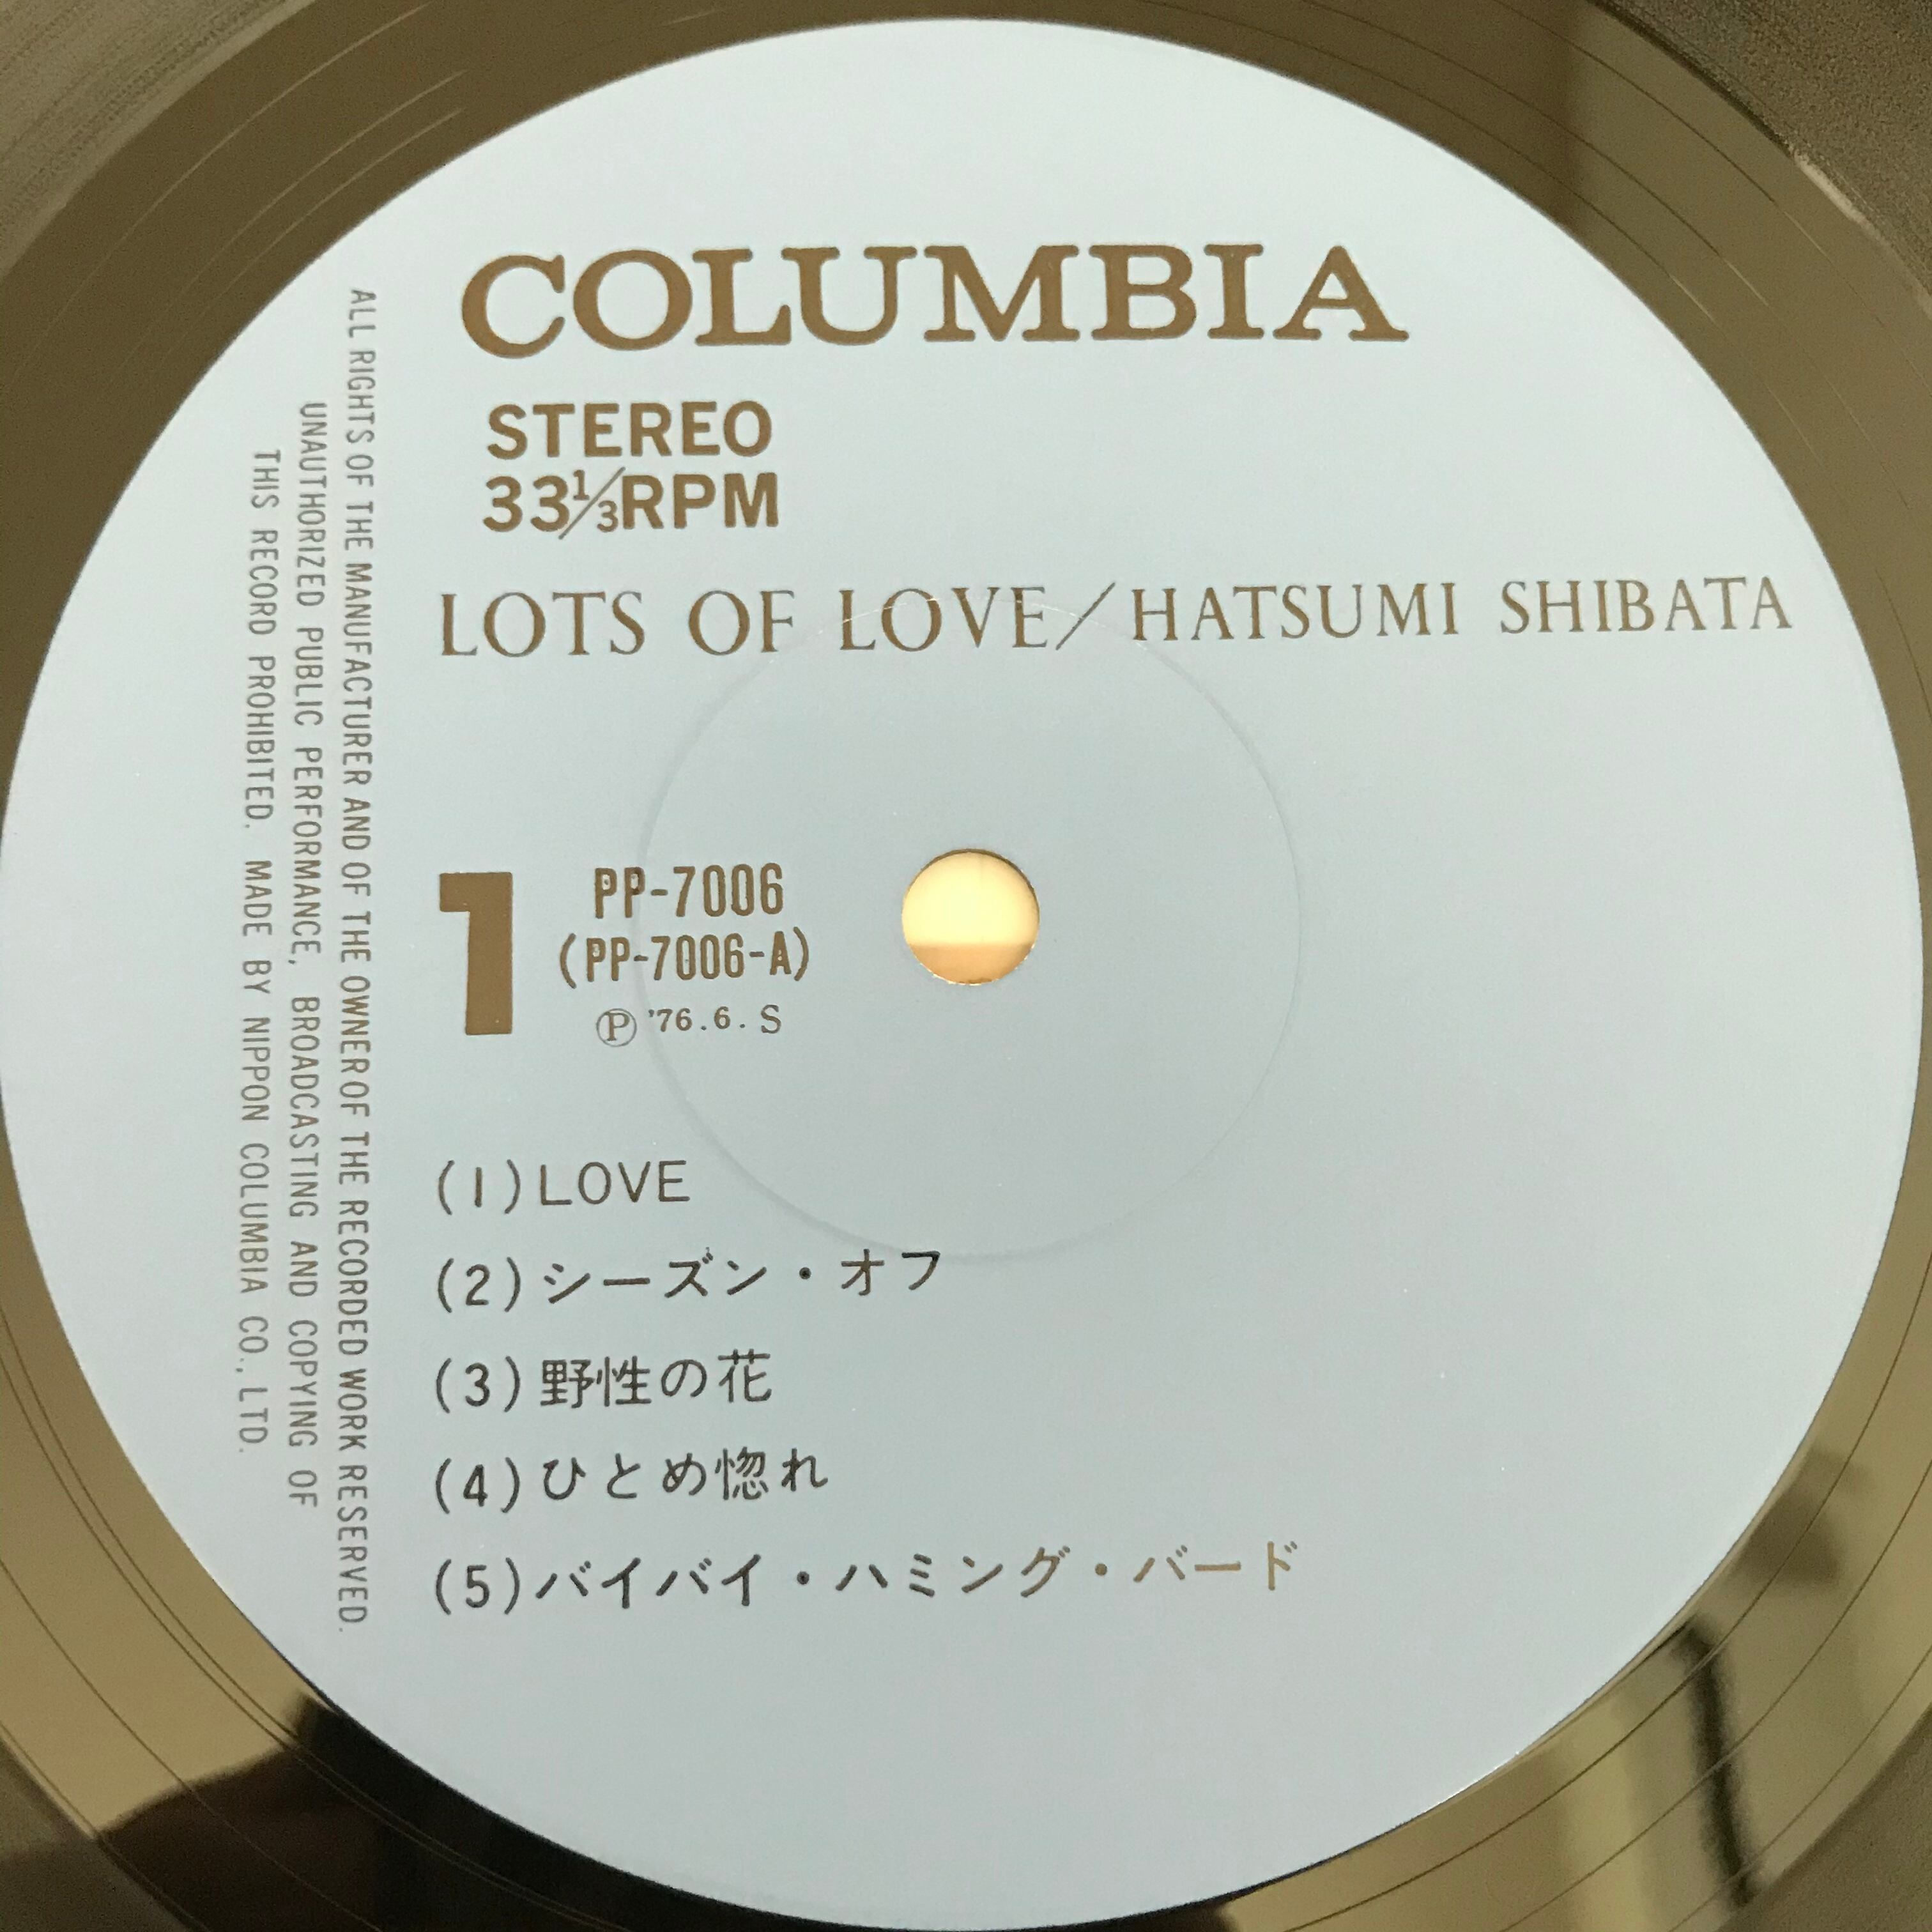 COLUMBIA
STEREO
33⅓RPM
LOTS OF LOVE/HATSUMI SHIBATA
1
PP-7006
(PP-7006-A)
Ⓟ '76.6. S
(1)LOVE
(2)シーズン・オフ
(3)野性の花
(4)ひとめ惚れ
(5)バイバイ・ハミング・バード
ALL RIGHTS OF THE MANUFACTURER AND OF THE OWNER OF THE RECORDED WORK RESERVED.
UNAUTHORIZED PUBLIC PERFORMANCE, BROADCASTING AND COPYING OF
THIS RECORD PROHIBITED. MADE BY NIPPON COLUMBIA CO., LTD.